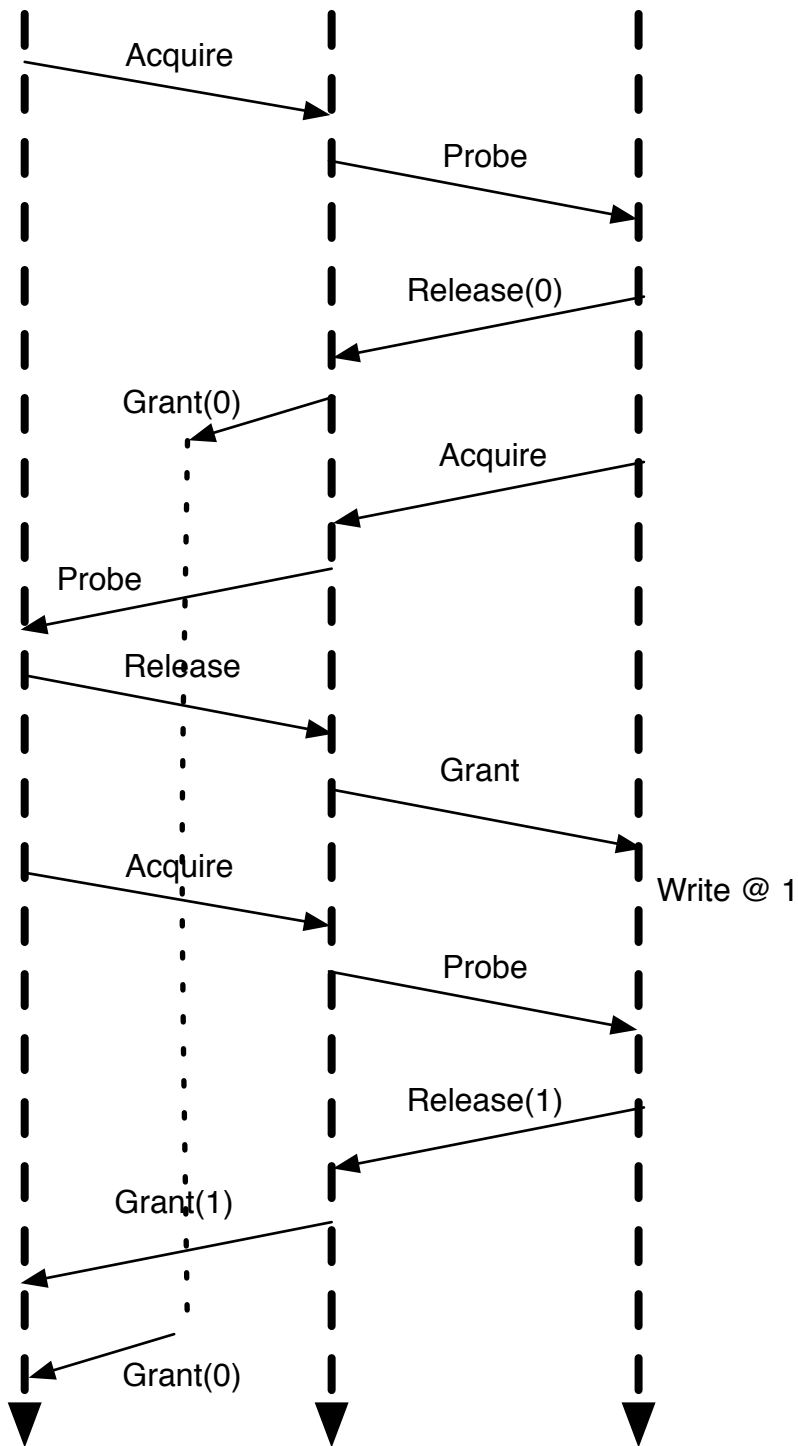 Acquire
Probe
Release(0)
Grant(0)
Acquire
Probe
Release
Grant
Acquire
Write @ 1
Probe
Release(1)
Grant(1)
Grant(0)